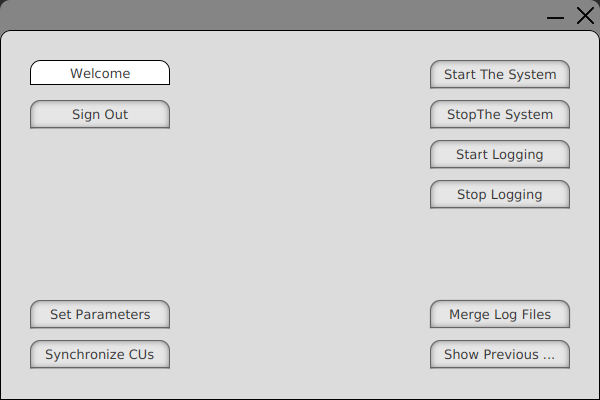 Welcome
Start The System
Sign Out
StopThe System
Start Logging
Stop Logging
Set Parameters
Merge Log Files
Synchronize CUs
Show Previous ...